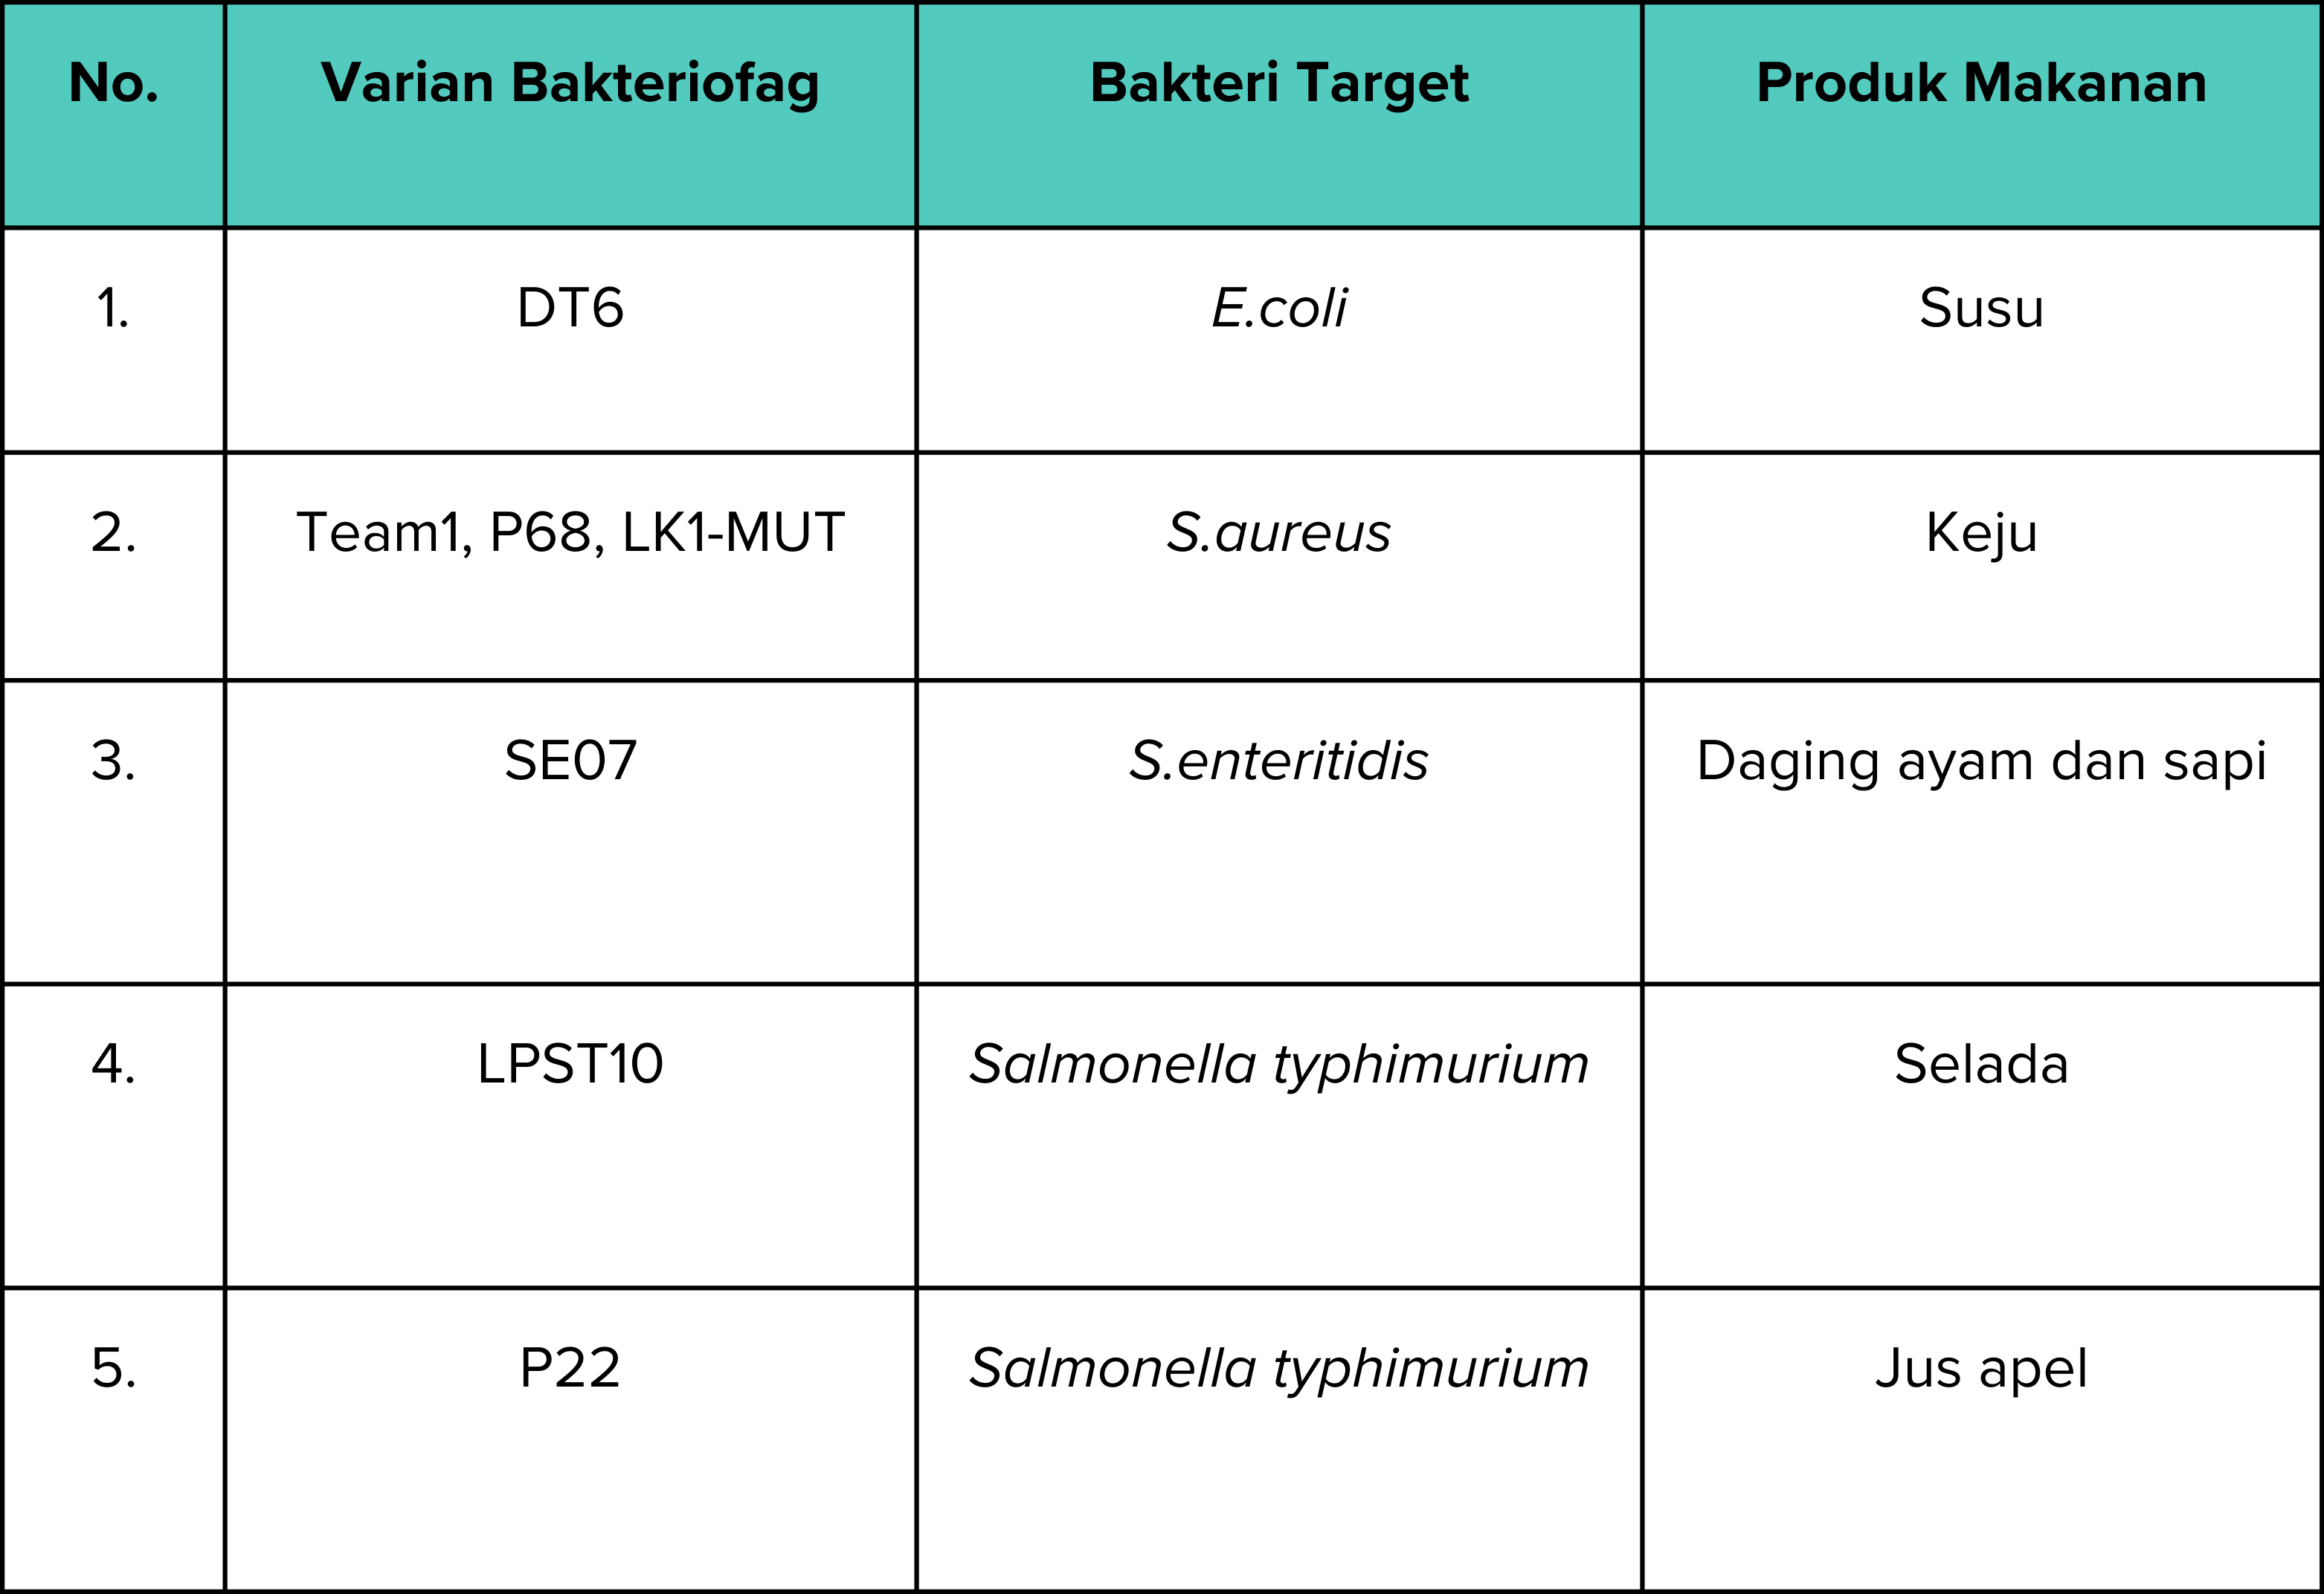 No. Varian Bakteriofag Bakteri Target Produk Makanan
1. DT6 E.coli Susu
2. Team1, P68, LK1-MUT S.aureus Keju
3. SE07 S.enteritidis Daging ayam dan sapi
4. LPST10 Salmonella typhimurium Selada
5. P22 Salmonella typhimurium Jus apel